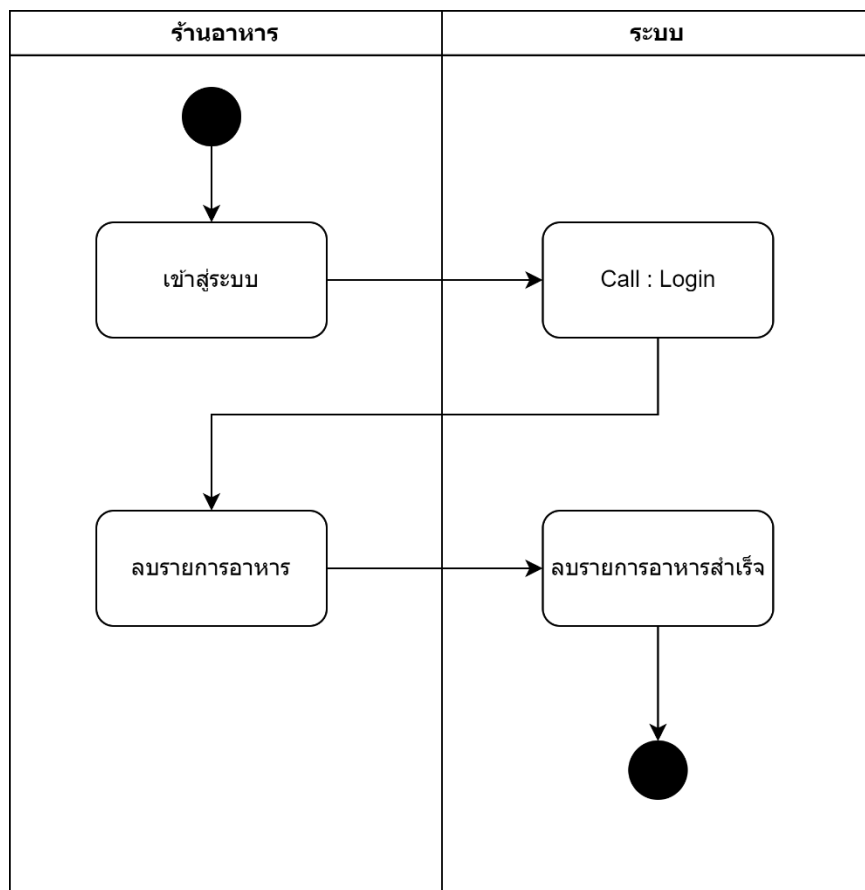 ร้านอาหาร
ระบบ
เข้าสู่ระบบ
Call : Login
ลบรายการอาหาร
ลบรายการอาหารสำเร็จ